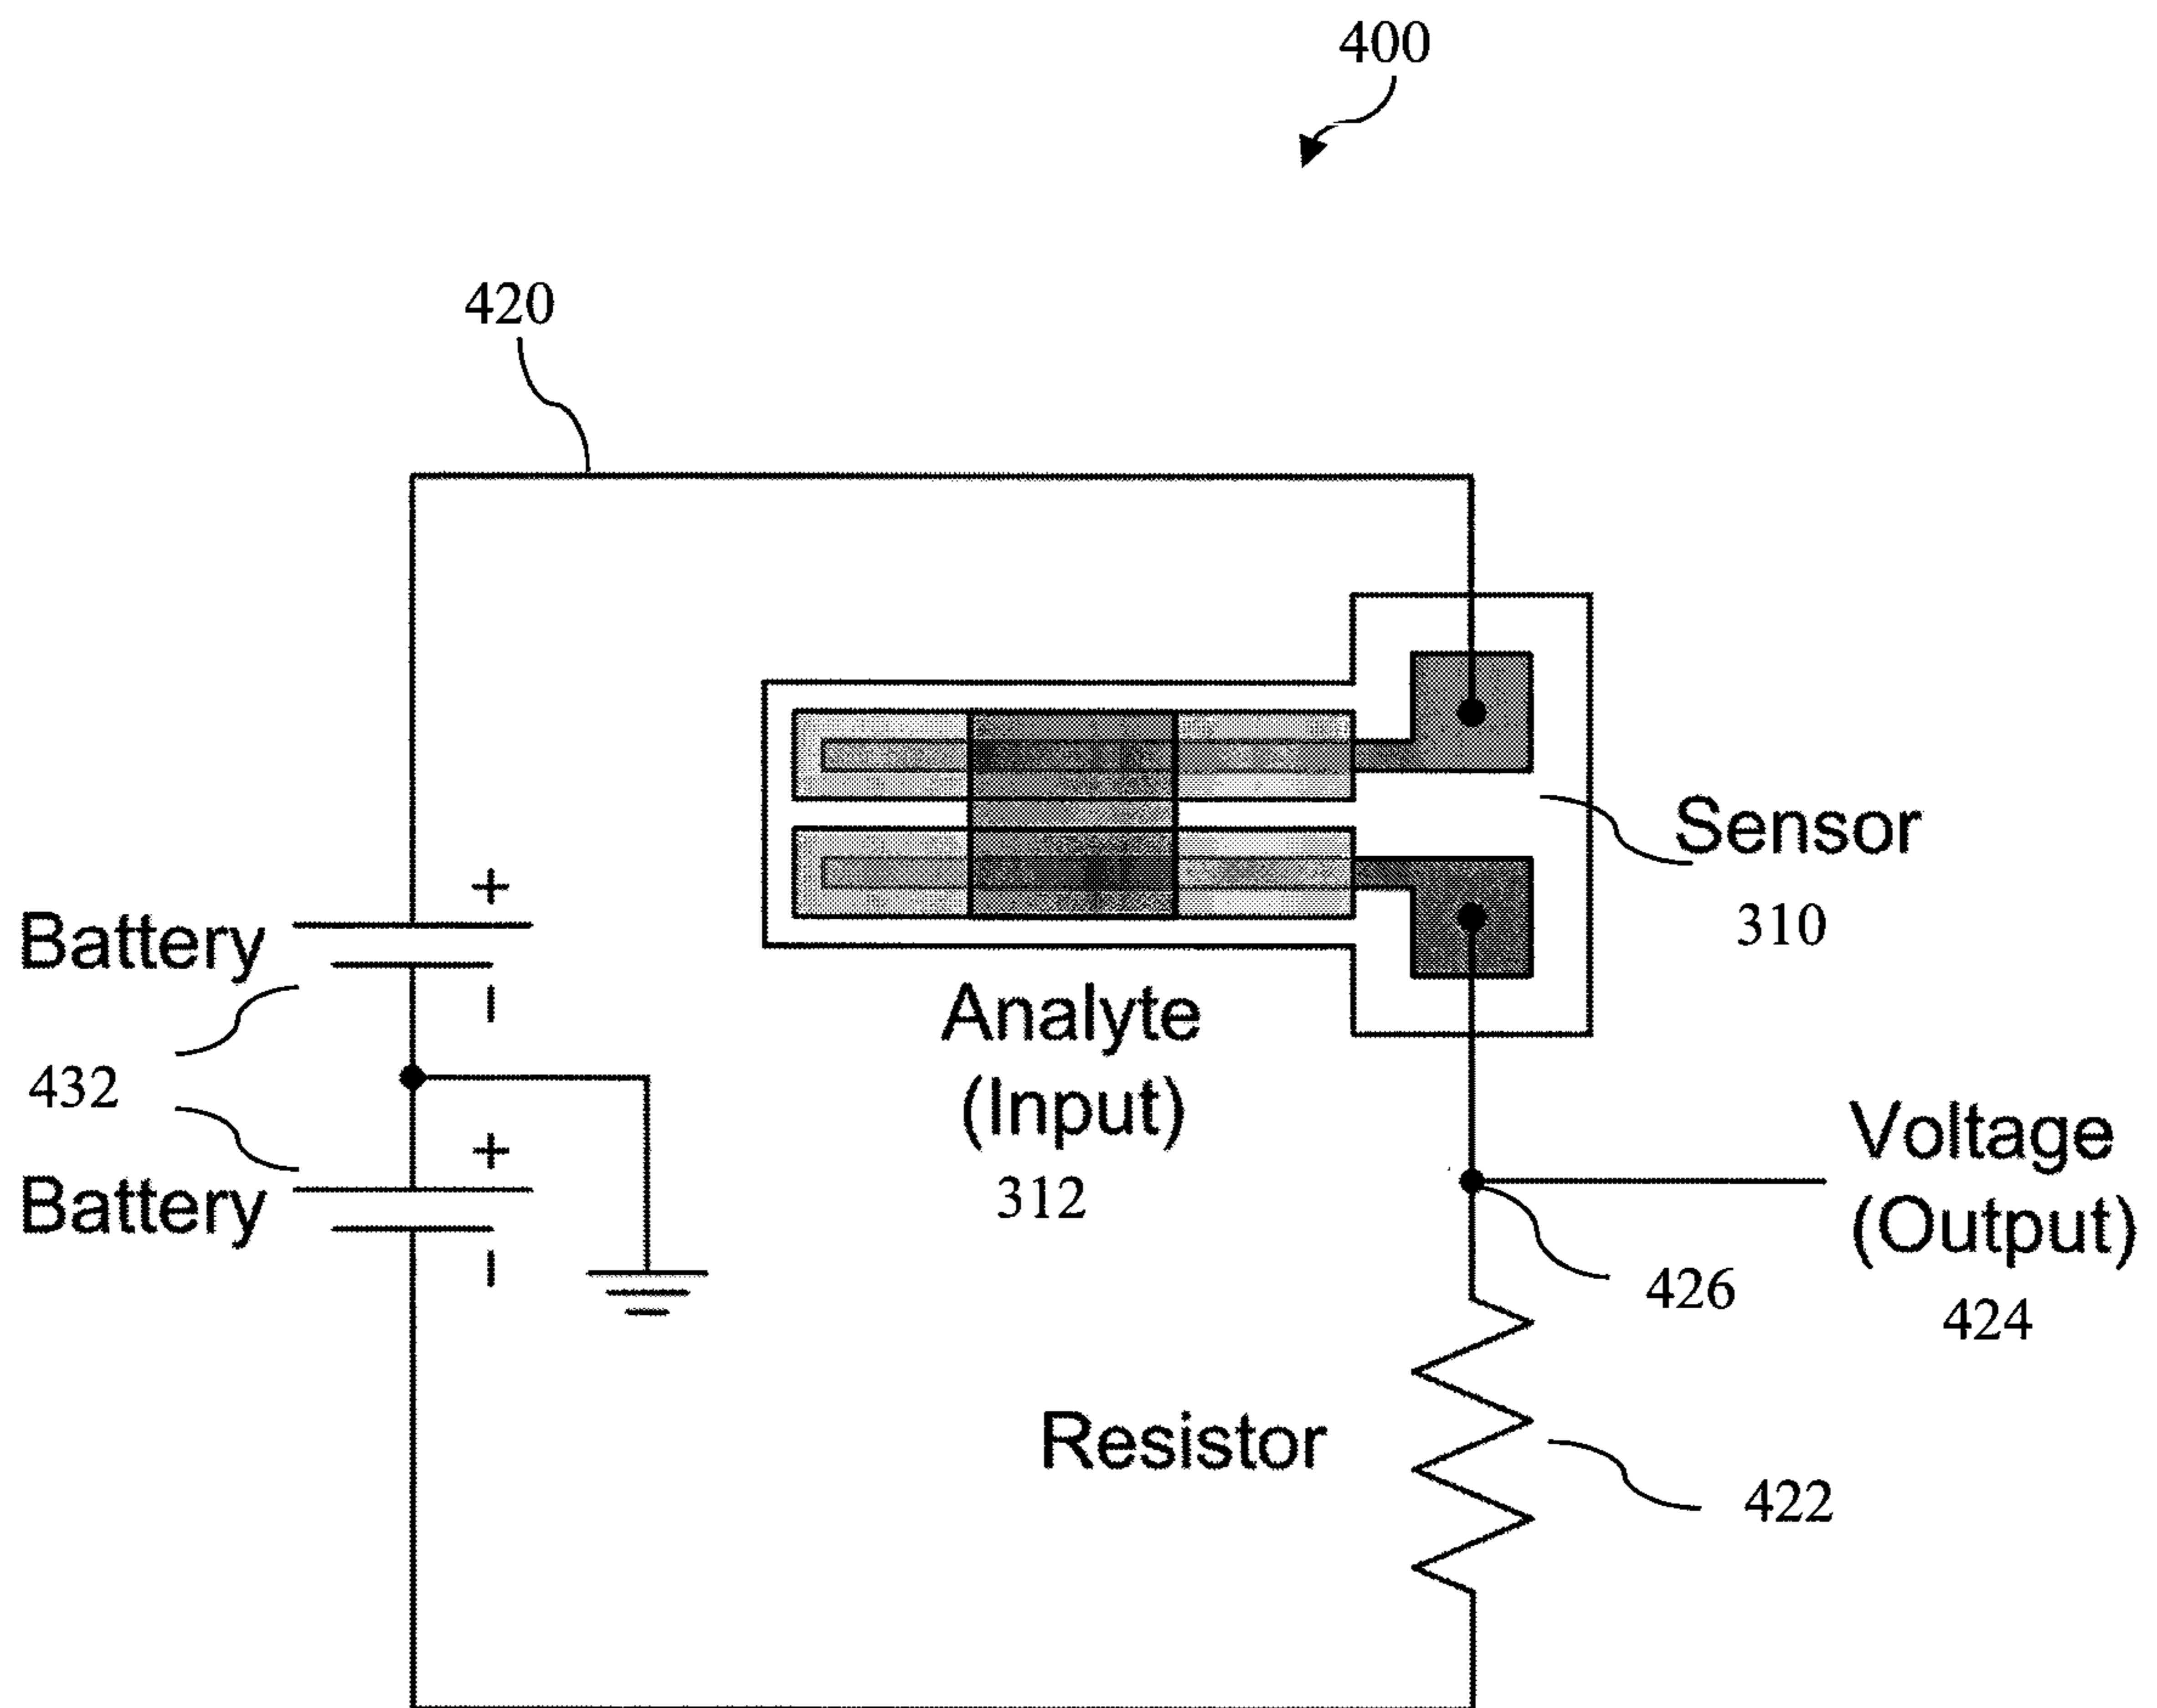 400
420
Sensor
310
Battery
+
−
432
Battery
+
−
Analyte
(Input)
312
Voltage
(Output)
424
426
Resistor
422